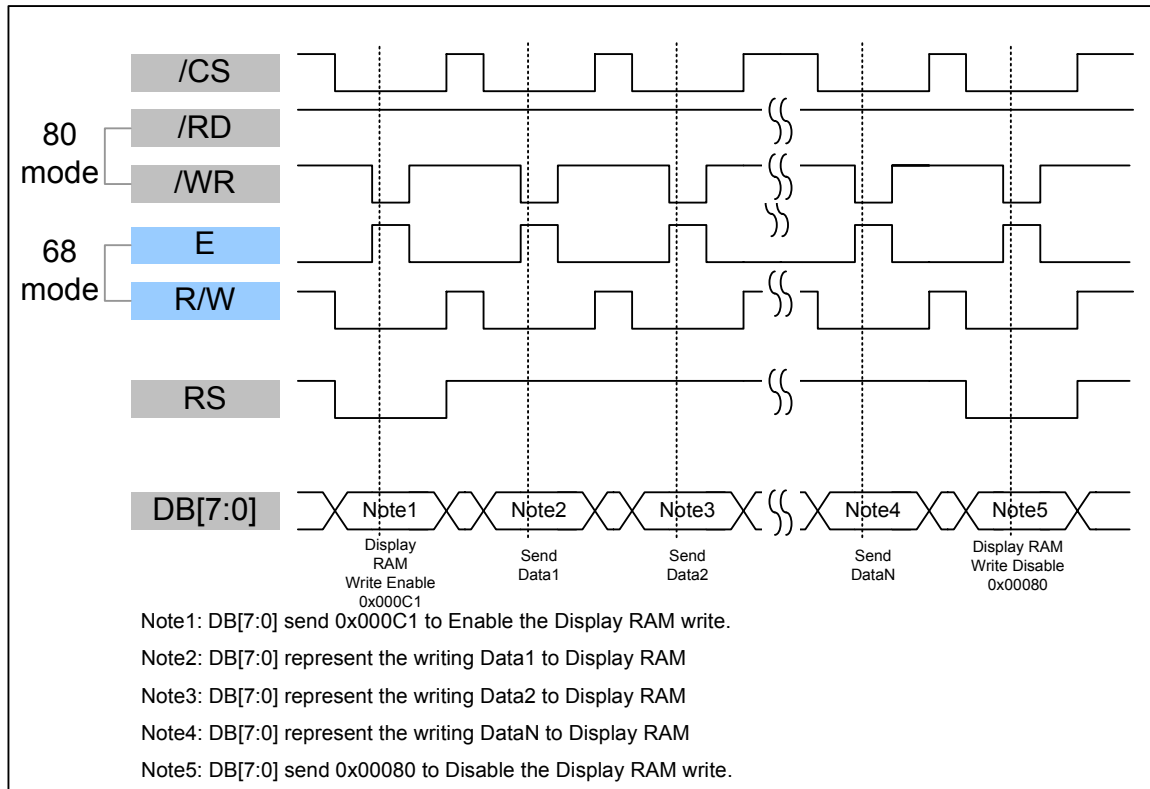 /CS
80
mode
/RD
/WR
68
mode
E
R/W
RS
DB[7:0]
Note1
Note2
Note3
Note4
Note5
Display
RAM
Write Enable
0x000C1
Send
Data1
Send
Data2
Send
DataN
Display RAM
Write Disable
0x00080
Note1: DB[7:0] send 0x000C1 to Enable the Display RAM write.
Note2: DB[7:0] represent the writing Data1 to Display RAM
Note3: DB[7:0] represent the writing Data2 to Display RAM
Note4: DB[7:0] represent the writing DataN to Display RAM
Note5: DB[7:0] send 0x00080 to Disable the Display RAM write.